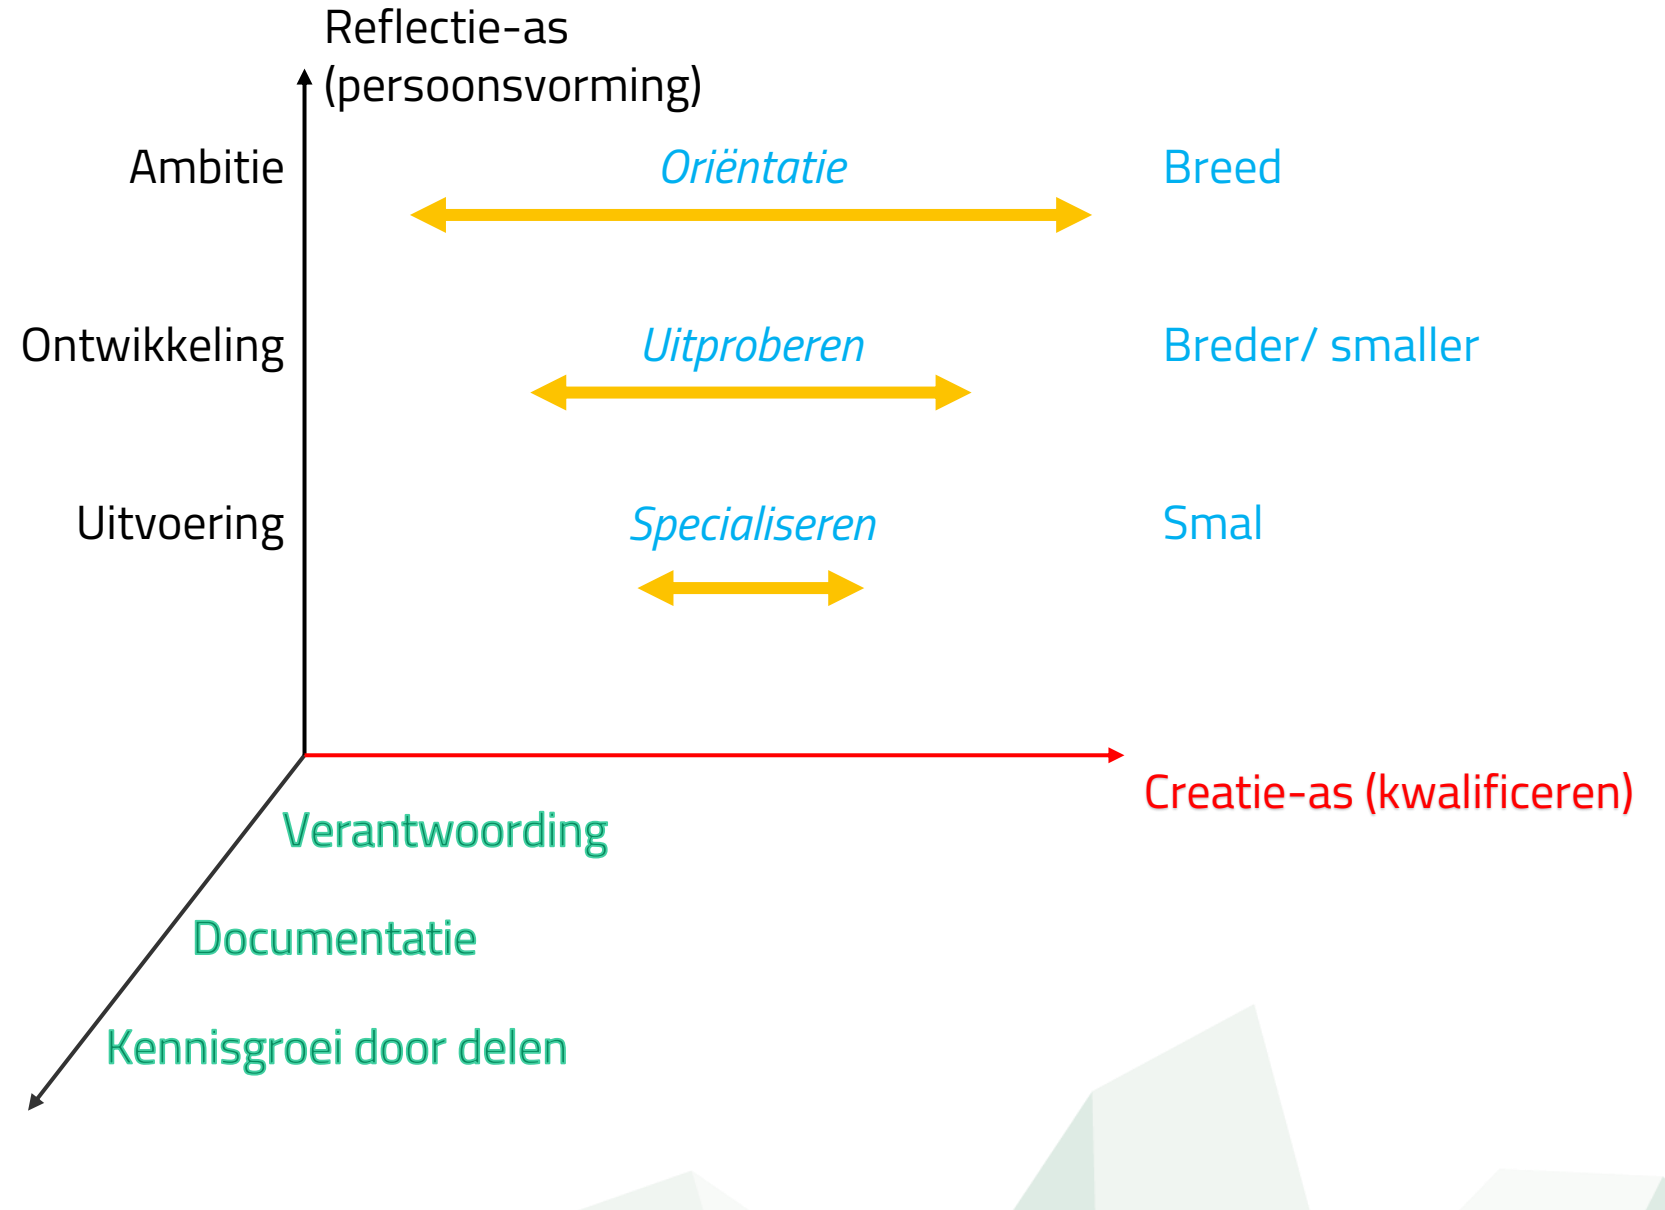 Reflectie-as
(persoonsvorming)
Ambitie
Oriëntatie
Breed
Ontwikkeling
Uitproberen
Breder/ smaller
Uitvoering
Specialiseren
Smal
Creatie-as (kwalificeren)
Verantwoording
Documentatie
Kennisgroei door delen